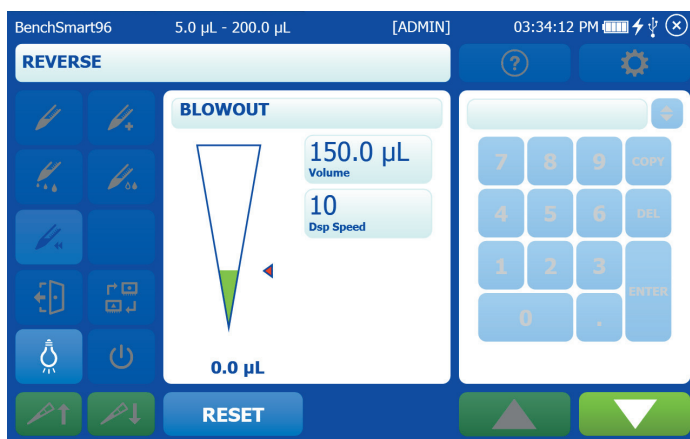 BenchSmart96 5.0 µL - 200.0 µL [ADMIN] 03:34:12 PM
REVERSE
?
BLOWOUT
150.0 µL
Volume
10
Dsp Speed
0.0 µL
7 8 9 COPY
4 5 6 DEL
1 2 3
ENTER
0 .
RESET